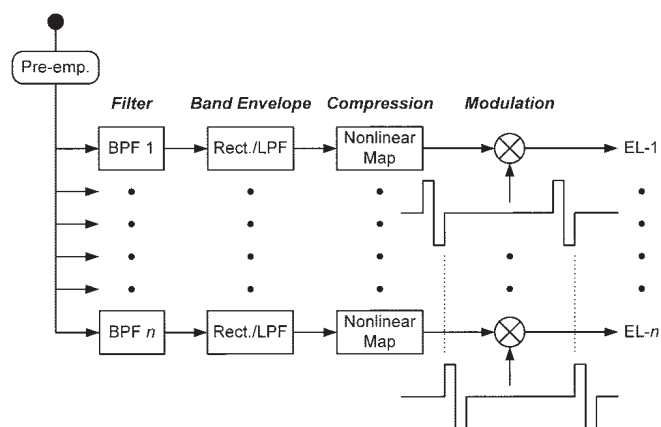 Pre-emp.
Filter Band Envelope Compression Modulation
BPF 1 Rect./LPF Nonlinear Map EL-1
BPF n Rect./LPF Nonlinear Map EL-n